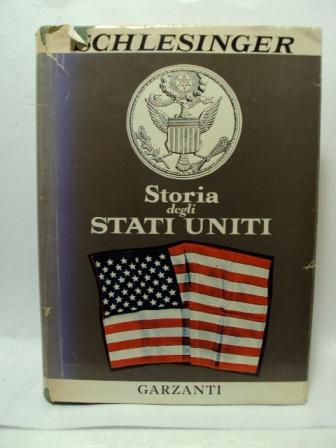 SCHLESINGER
Storia
degli
STATI UNITI
GARZANTI